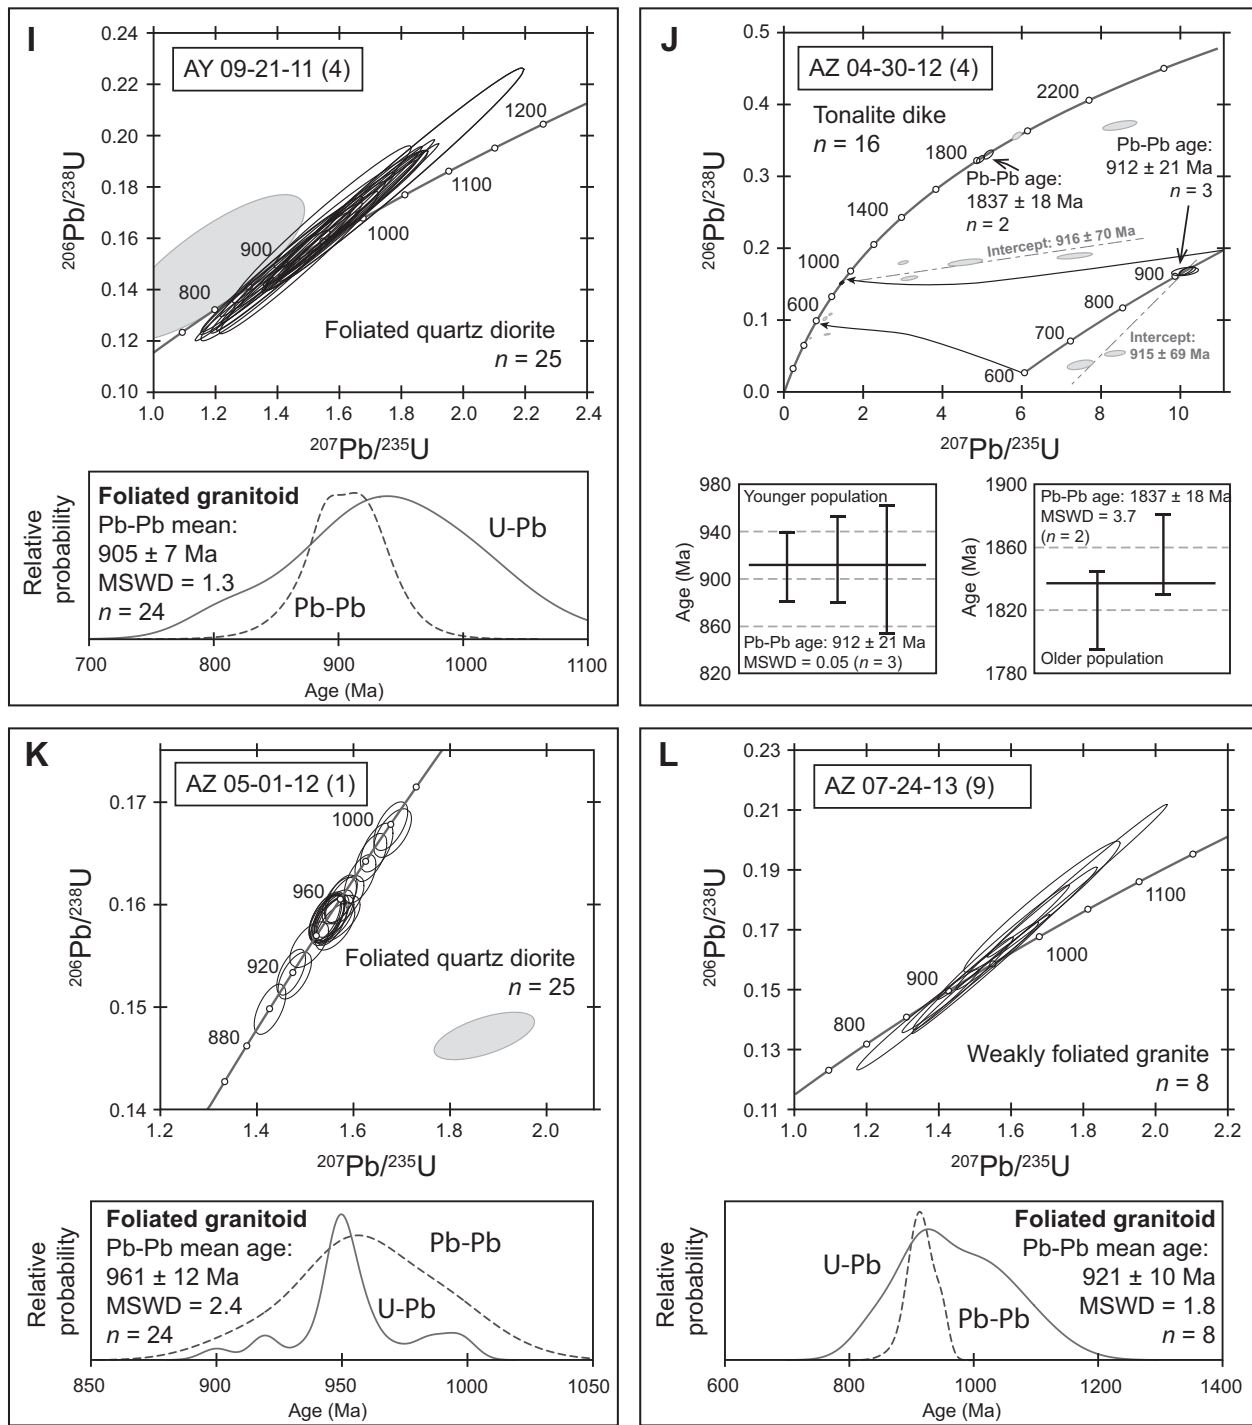 I
AY 09-21-11 (4)
0.24
0.22
0.20
0.18
0.16
0.14
0.12
0.10
206Pb/238U
1200
1100
1000
900
800
Foliated quartz diorite
n = 25
1.0 1.2 1.4 1.6 1.8 2.0 2.2 2.4
207Pb/235U
Relative probability
Foliated granitoid
Pb-Pb mean:
905 ± 7 Ma
MSWD = 1.3
n = 24
U-Pb
Pb-Pb
700 800 900 1000 1100
Age (Ma)
J
AZ 04-30-12 (4)
0.5
0.4
0.3
0.2
0.1
0.0
206Pb/238U
Tonalite dike
n = 16
2200
1800
1400
1000
600
Pb-Pb age:
1837 ± 18 Ma
n = 2
Pb-Pb age:
912 ± 21 Ma
n = 3
Intercept: 916 ± 70 Ma
900
800
700
600
Intercept:
915 ± 69 Ma
0 2 4 6 8 10
207Pb/235U
980
940
900
860
820
Age (Ma)
Younger population
Pb-Pb age: 912 ± 21 Ma
MSWD = 0.05 (n = 3)
1900
1860
1820
1780
Age (Ma)
Pb-Pb age: 1837 ± 18 Ma
MSWD = 3.7
(n = 2)
Older population
K
AZ 05-01-12 (1)
0.17
0.16
0.15
0.14
206Pb/238U
1000
960
920
880
Foliated quartz diorite
n = 25
1.2 1.4 1.6 1.8 2.0
207Pb/235U
Relative probability
Foliated granitoid
Pb-Pb mean age:
961 ± 12 Ma
MSWD = 2.4
n = 24
Pb-Pb
U-Pb
850 900 950 1000 1050
Age (Ma)
L
AZ 07-24-13 (9)
0.23
0.21
0.19
0.17
0.15
0.13
0.11
206Pb/238U
1100
1000
900
800
Weakly foliated granite
n = 8
1.0 1.2 1.4 1.6 1.8 2.0 2.2
207Pb/235U
Relative probability
Foliated granitoid
Pb-Pb mean age:
921 ± 10 Ma
MSWD = 1.8
n = 8
U-Pb
Pb-Pb
600 800 1000 1200 1400
Age (Ma)